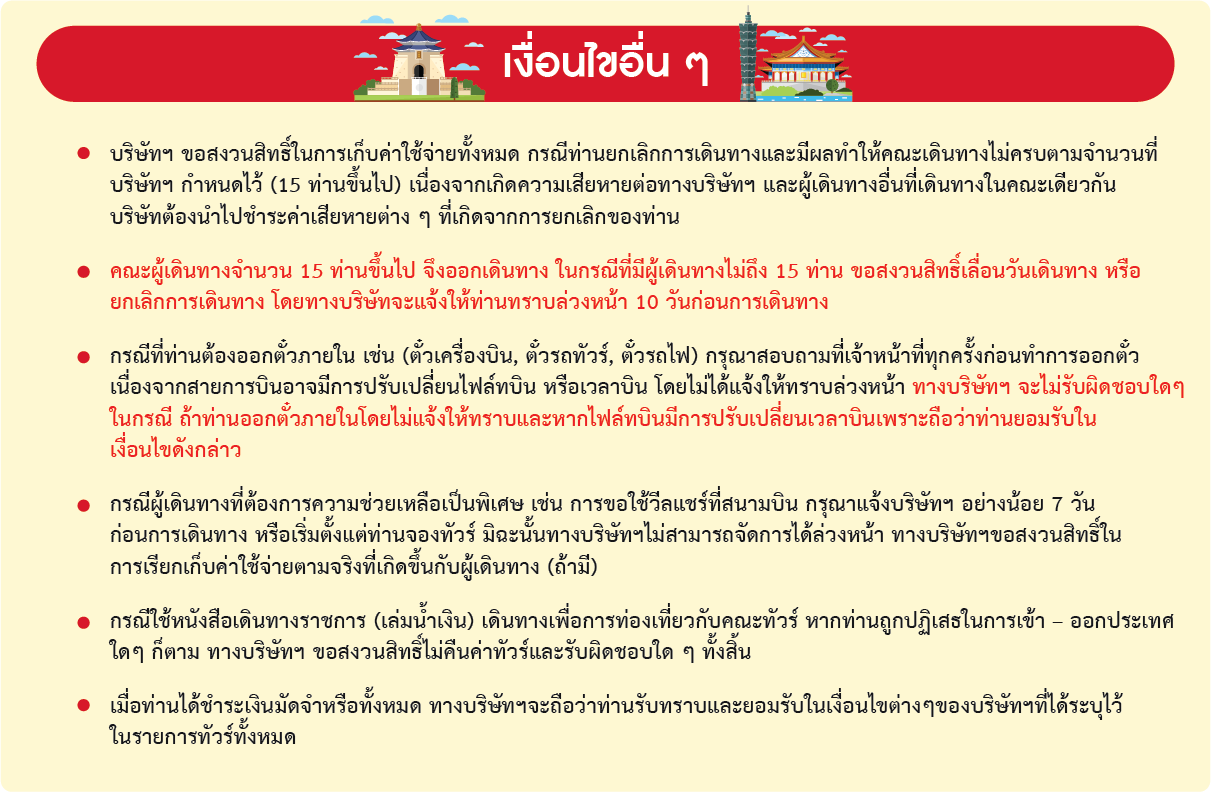 เงื่อนไขอื่น ๆ
บริษัทฯ ขอสงวนสิทธิ์ในการเก็บค่าใช้จ่ายทั้งหมด กรณีท่านยกเลิกการเดินทางและมีผลทำให้คณะเดินทางไม่ครบตามจำนวนที่
บริษัทฯ กำหนดไว้ (15 ท่านขึ้นไป) เนื่องจากเกิดความเสียหายต่อทางบริษัทฯ และผู้เดินทางอื่นที่เดินทางในคณะเดียวกัน
บริษัทต้องนำไปชำระค่าเสียหายต่าง ๆ ที่เกิดจากการยกเลิกของท่าน
คณะผู้เดินทางจำนวน 15 ท่านขึ้นไป จึงออกเดินทาง ในกรณีที่มีผู้เดินทางไม่ถึง 15 ท่าน ขอสงวนสิทธิ์เลื่อนวันเดินทาง หรือ
ยกเลิกการเดินทาง โดยทางบริษัทจะแจ้งให้ท่านทราบล่วงหน้า 10 วันก่อนการเดินทาง
กรณีที่ท่านต้องออกตั๋วภายใน เช่น (ตั๋วเครื่องบิน, ตั๋วรถทัวร์, ตั๋วรถไฟ) กรุณาสอบถามที่เจ้าหน้าที่ทุกครั้งก่อนทำการออกตั๋ว
เนื่องจากสายการบินอาจมีการปรับเปลี่ยนไฟล์ทบิน หรือเวลาบิน โดยไม่ได้แจ้งให้ทราบล่วงหน้า ทางบริษัทฯ จะไม่รับผิดชอบใดๆ
ในกรณี ถ้าท่านออกตั๋วภายในโดยไม่แจ้งให้ทราบและหากไฟล์ทบินมีการปรับเปลี่ยนเวลาบินเพราะถือว่าท่านยอมรับใน
เงื่อนไขดังกล่าว
กรณีผู้เดินทางที่ต้องการความช่วยเหลือเป็นพิเศษ เช่น การขอใช้วีลแชร์ที่สนามบิน กรุณาแจ้งบริษัทฯ อย่างน้อย 7 วัน
ก่อนการเดินทาง หรือเริ่มตั้งแต่ท่านจองทัวร์ มิฉะนั้นทางบริษัทฯไม่สามารถจัดการได้ล่วงหน้า ทางบริษัทฯขอสงวนสิทธิ์ใน
การเรียกเก็บค่าใช้จ่ายตามจริงที่เกิดขึ้นกับผู้เดินทาง (ถ้ามี)
กรณีใช้หนังสือเดินทางราชการ (เล่มน้ำเงิน) เดินทางเพื่อการท่องเที่ยวกับคณะทัวร์ หากท่านถูกปฏิเสธในการเข้า – ออกประเทศ
ใดๆ ก็ตาม ทางบริษัทฯ ขอสงวนสิทธิ์ไม่คืนค่าทัวร์และรับผิดชอบใด ๆ ทั้งสิ้น
เมื่อท่านได้ชำระเงินมัดจำหรือทั้งหมด ทางบริษัทฯจะถือว่าท่านรับทราบและยอมรับในเงื่อนไขต่างๆของบริษัทฯที่ได้ระบุไว้
ในรายการทัวร์ทั้งหมด